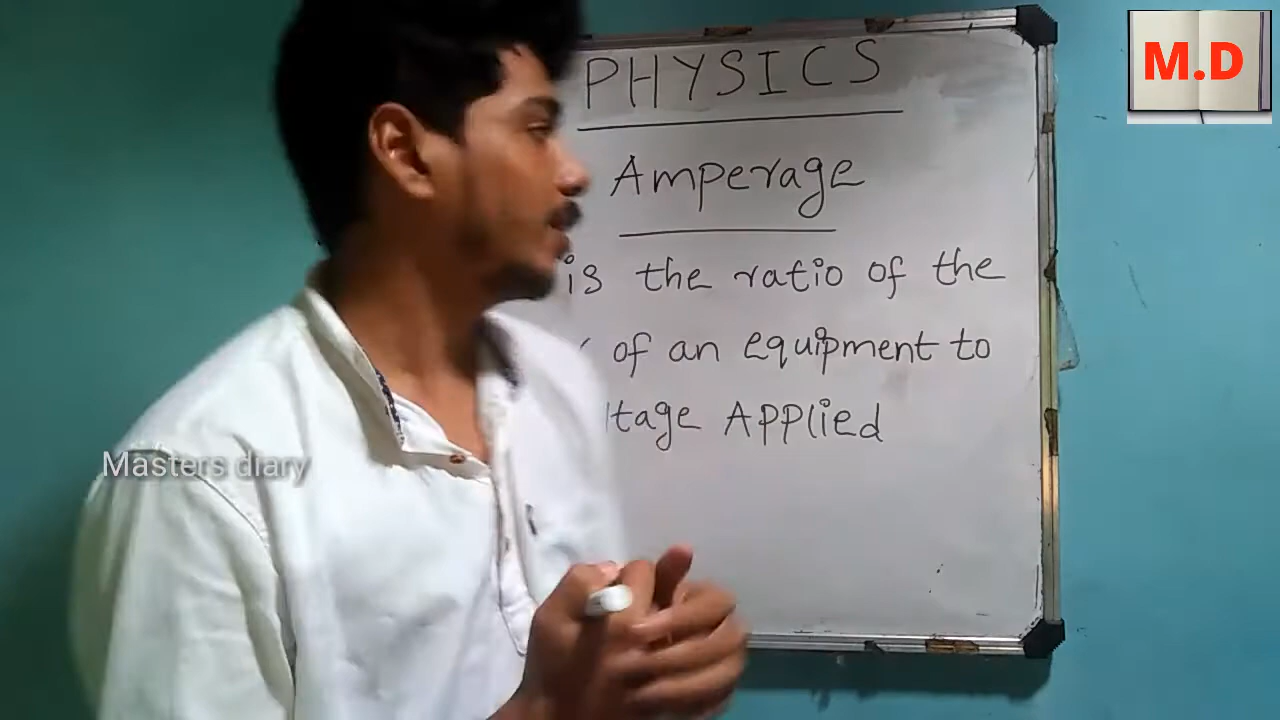 PHYSICS
M.D
Amperage
is the ratio of the
of an equipment to
ltage Applied
Masters diary